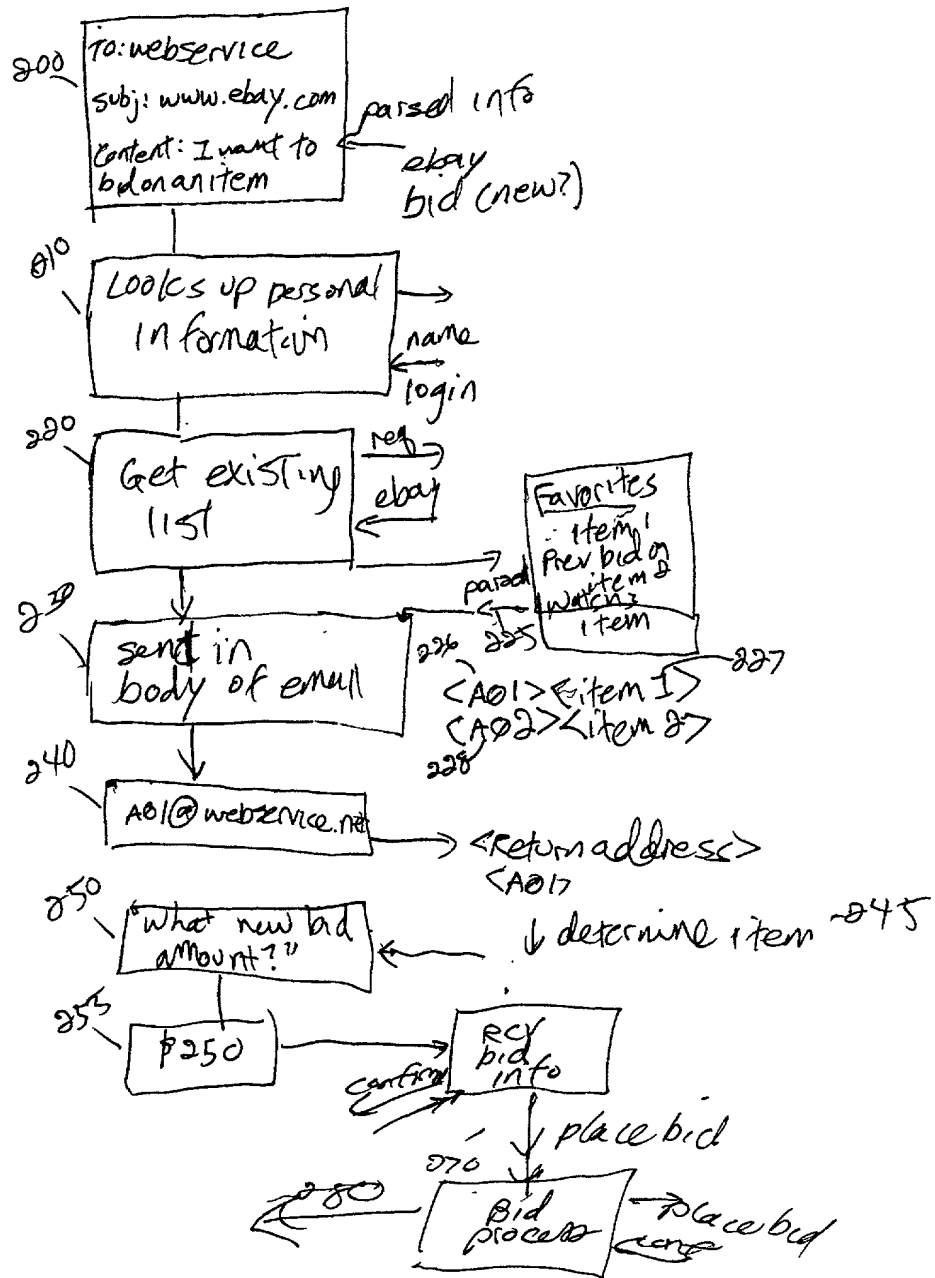 200
To: webservice
subj: www.ebay.com
Content: I want to
bid on an item
parsed info
ebay
bid (new?)
210
Looks up personal
information
name
login
220
Get existing
list
req
ebay
Favorites
item 1
Prev bid on
item 2
Watch
item
parsed
225
230
send in
body of email
226
227
<A01><item 1>
<A02><item 2>
228
240
A01@webservice.net
<return address>
<A01>
250
"What new bid
amount?"
determine item
245
255
$250
RCV
bid
info
confirm
place bid
270
280
Bid
process
place bid